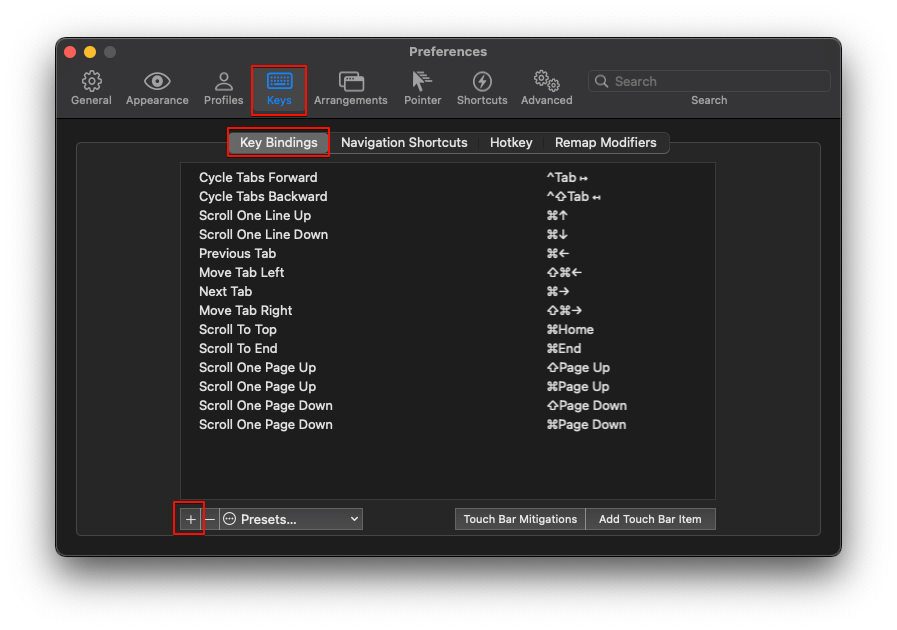 Preferences
General Appearance Profiles Keys Arrangements Pointer Shortcuts Advanced Search
Search
Key Bindings Navigation Shortcuts Hotkey Remap Modifiers
Cycle Tabs Forward ^Tab ↦
Cycle Tabs Backward ^⇧Tab ↤
Scroll One Line Up ⌘↑
Scroll One Line Down ⌘↓
Previous Tab ⌘←
Move Tab Left ⇧⌘←
Next Tab ⌘→
Move Tab Right ⇧⌘→
Scroll To Top ⌘Home
Scroll To End ⌘End
Scroll One Page Up ⇧Page Up
Scroll One Page Up ⌘Page Up
Scroll One Page Down ⇧Page Down
Scroll One Page Down ⌘Page Down
+ − Presets... Touch Bar Mitigations Add Touch Bar Item